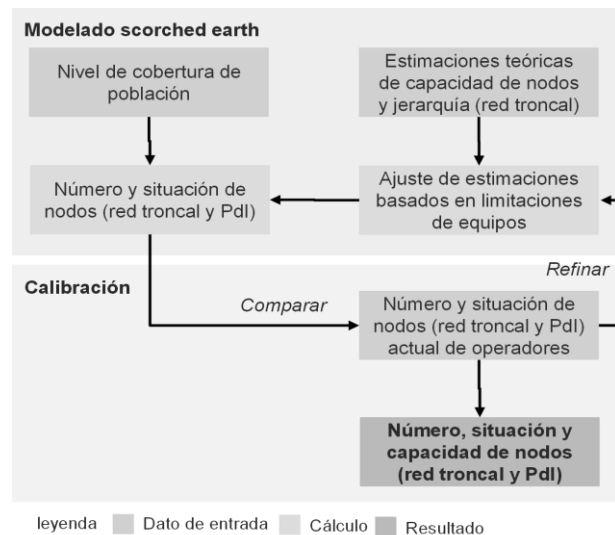 Modelado scorched earth
Nivel de cobertura de
población
Estimaciones teóricas
de capacidad de nodos
y jerarquía (red troncal)
Número y situación de
nodos (red troncal y PdI)
Ajuste de estimaciones
basados en limitaciones
de equipos
Calibración
Refinar
Comparar
Número y situación de
nodos (red troncal y PdI)
actual de operadores
Número, situación y
capacidad de nodos
(red troncal y PdI)
leyenda Dato de entrada Cálculo Resultado